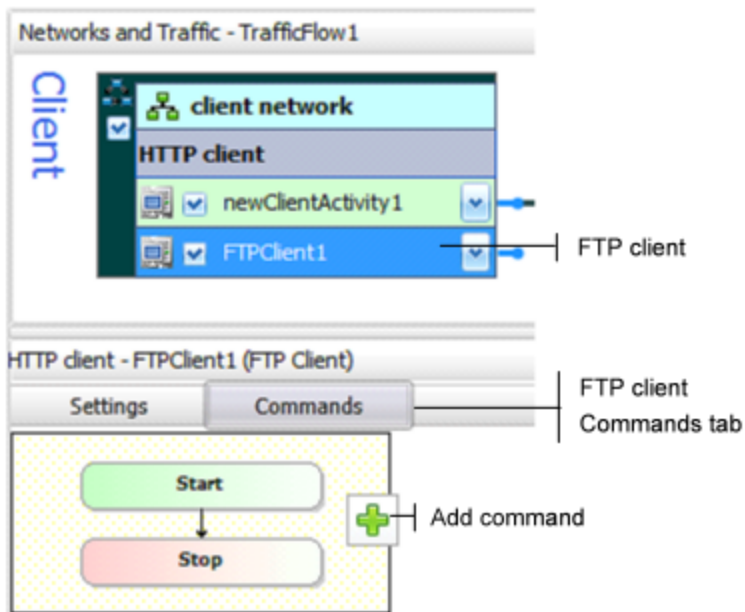 Networks and Traffic - TrafficFlow1
Client
client network
HTTP client
newClientActivity1
FTPClient1
FTP client
HTTP client - FTPClient1 (FTP Client)
Settings
Commands
FTP client
Commands tab
Start
Add command
Stop